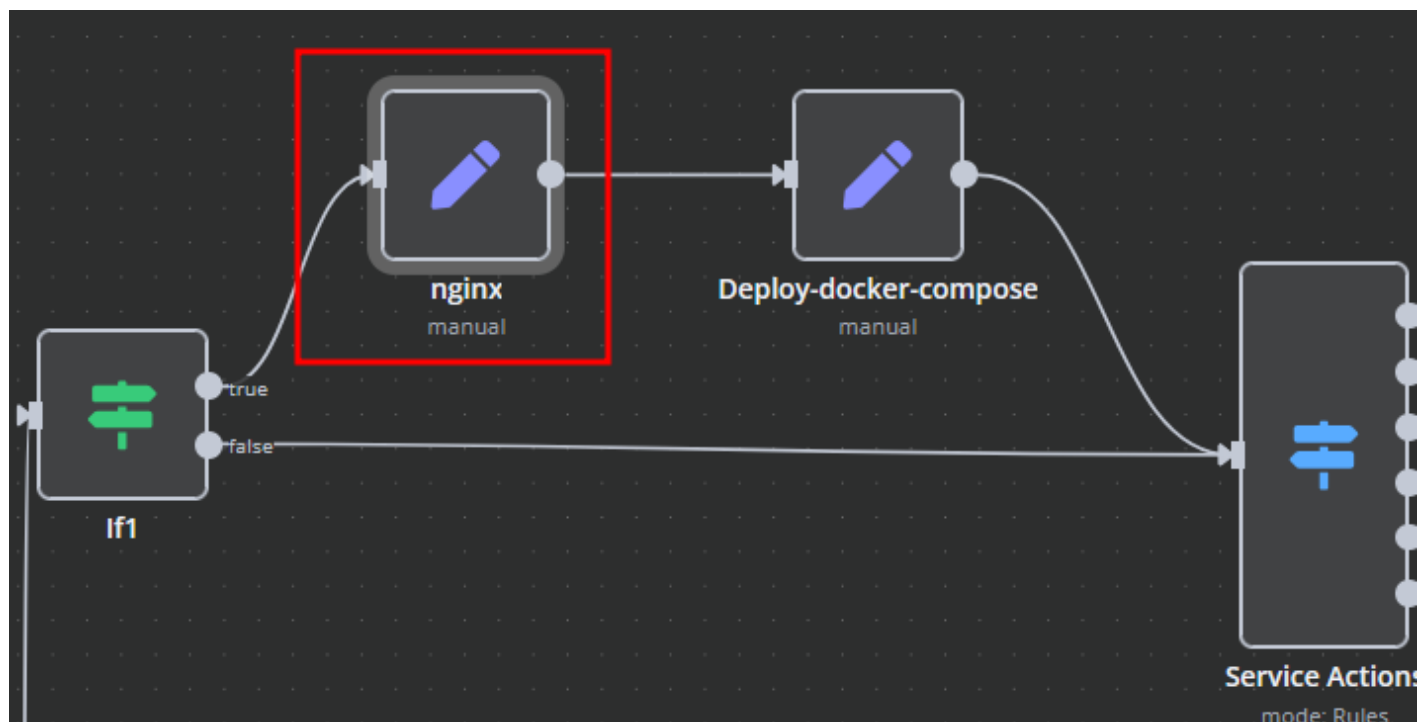 nginx
manual
Deploy-docker-compose
manual
true
false
If1
Service Actions
mode: Rules